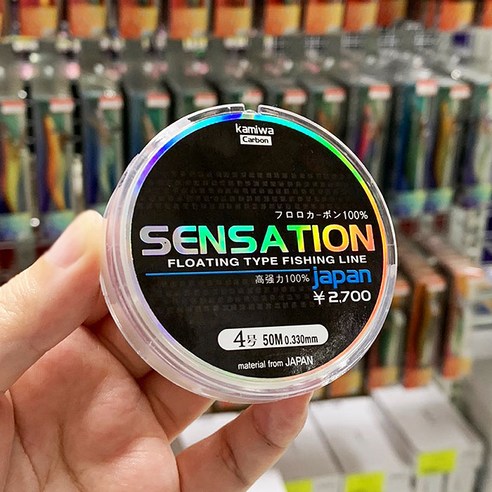 kamiwa
Carbon
フロロカーボン100%
SENSATION
FLOATING TYPE FISHING LINE
高强力100% japan
¥2,700
4号 50M 0.330mm
material from JAPAN